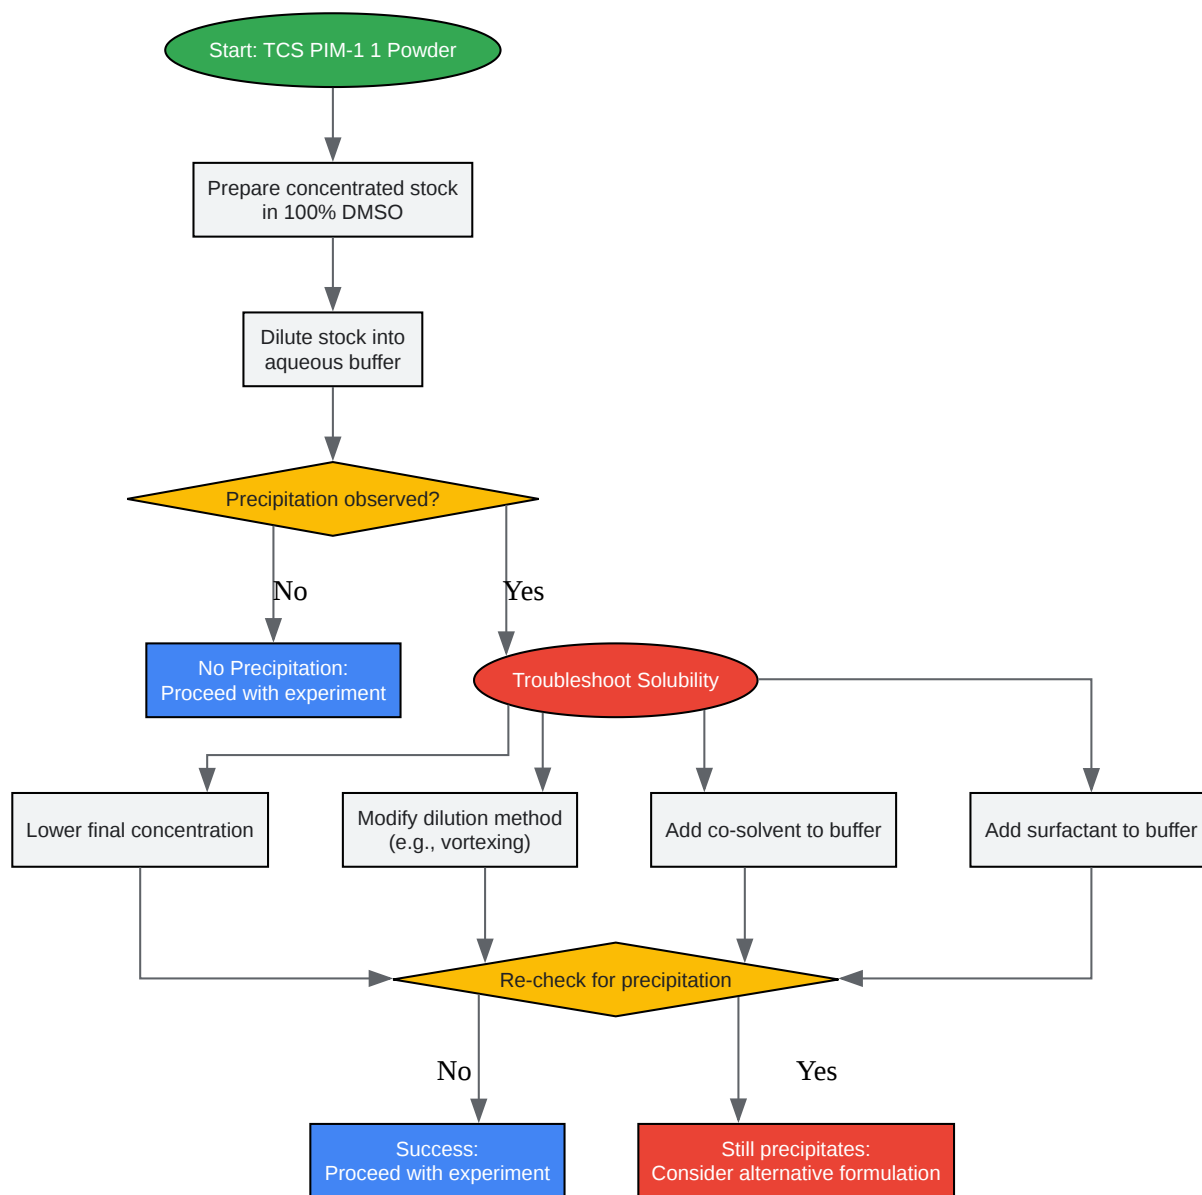 Start: TCS PIM-1 1 Powder
Prepare concentrated stock
in 100% DMSO
Dilute stock into
aqueous buffer
Precipitation observed?
No
Yes
No Precipitation:
Proceed with experiment
Troubleshoot Solubility
Lower final concentration
Modify dilution method
(e.g., vortexing)
Add co-solvent to buffer
Add surfactant to buffer
Re-check for precipitation
No
Yes
Success:
Proceed with experiment
Still precipitates:
Consider alternative formulation